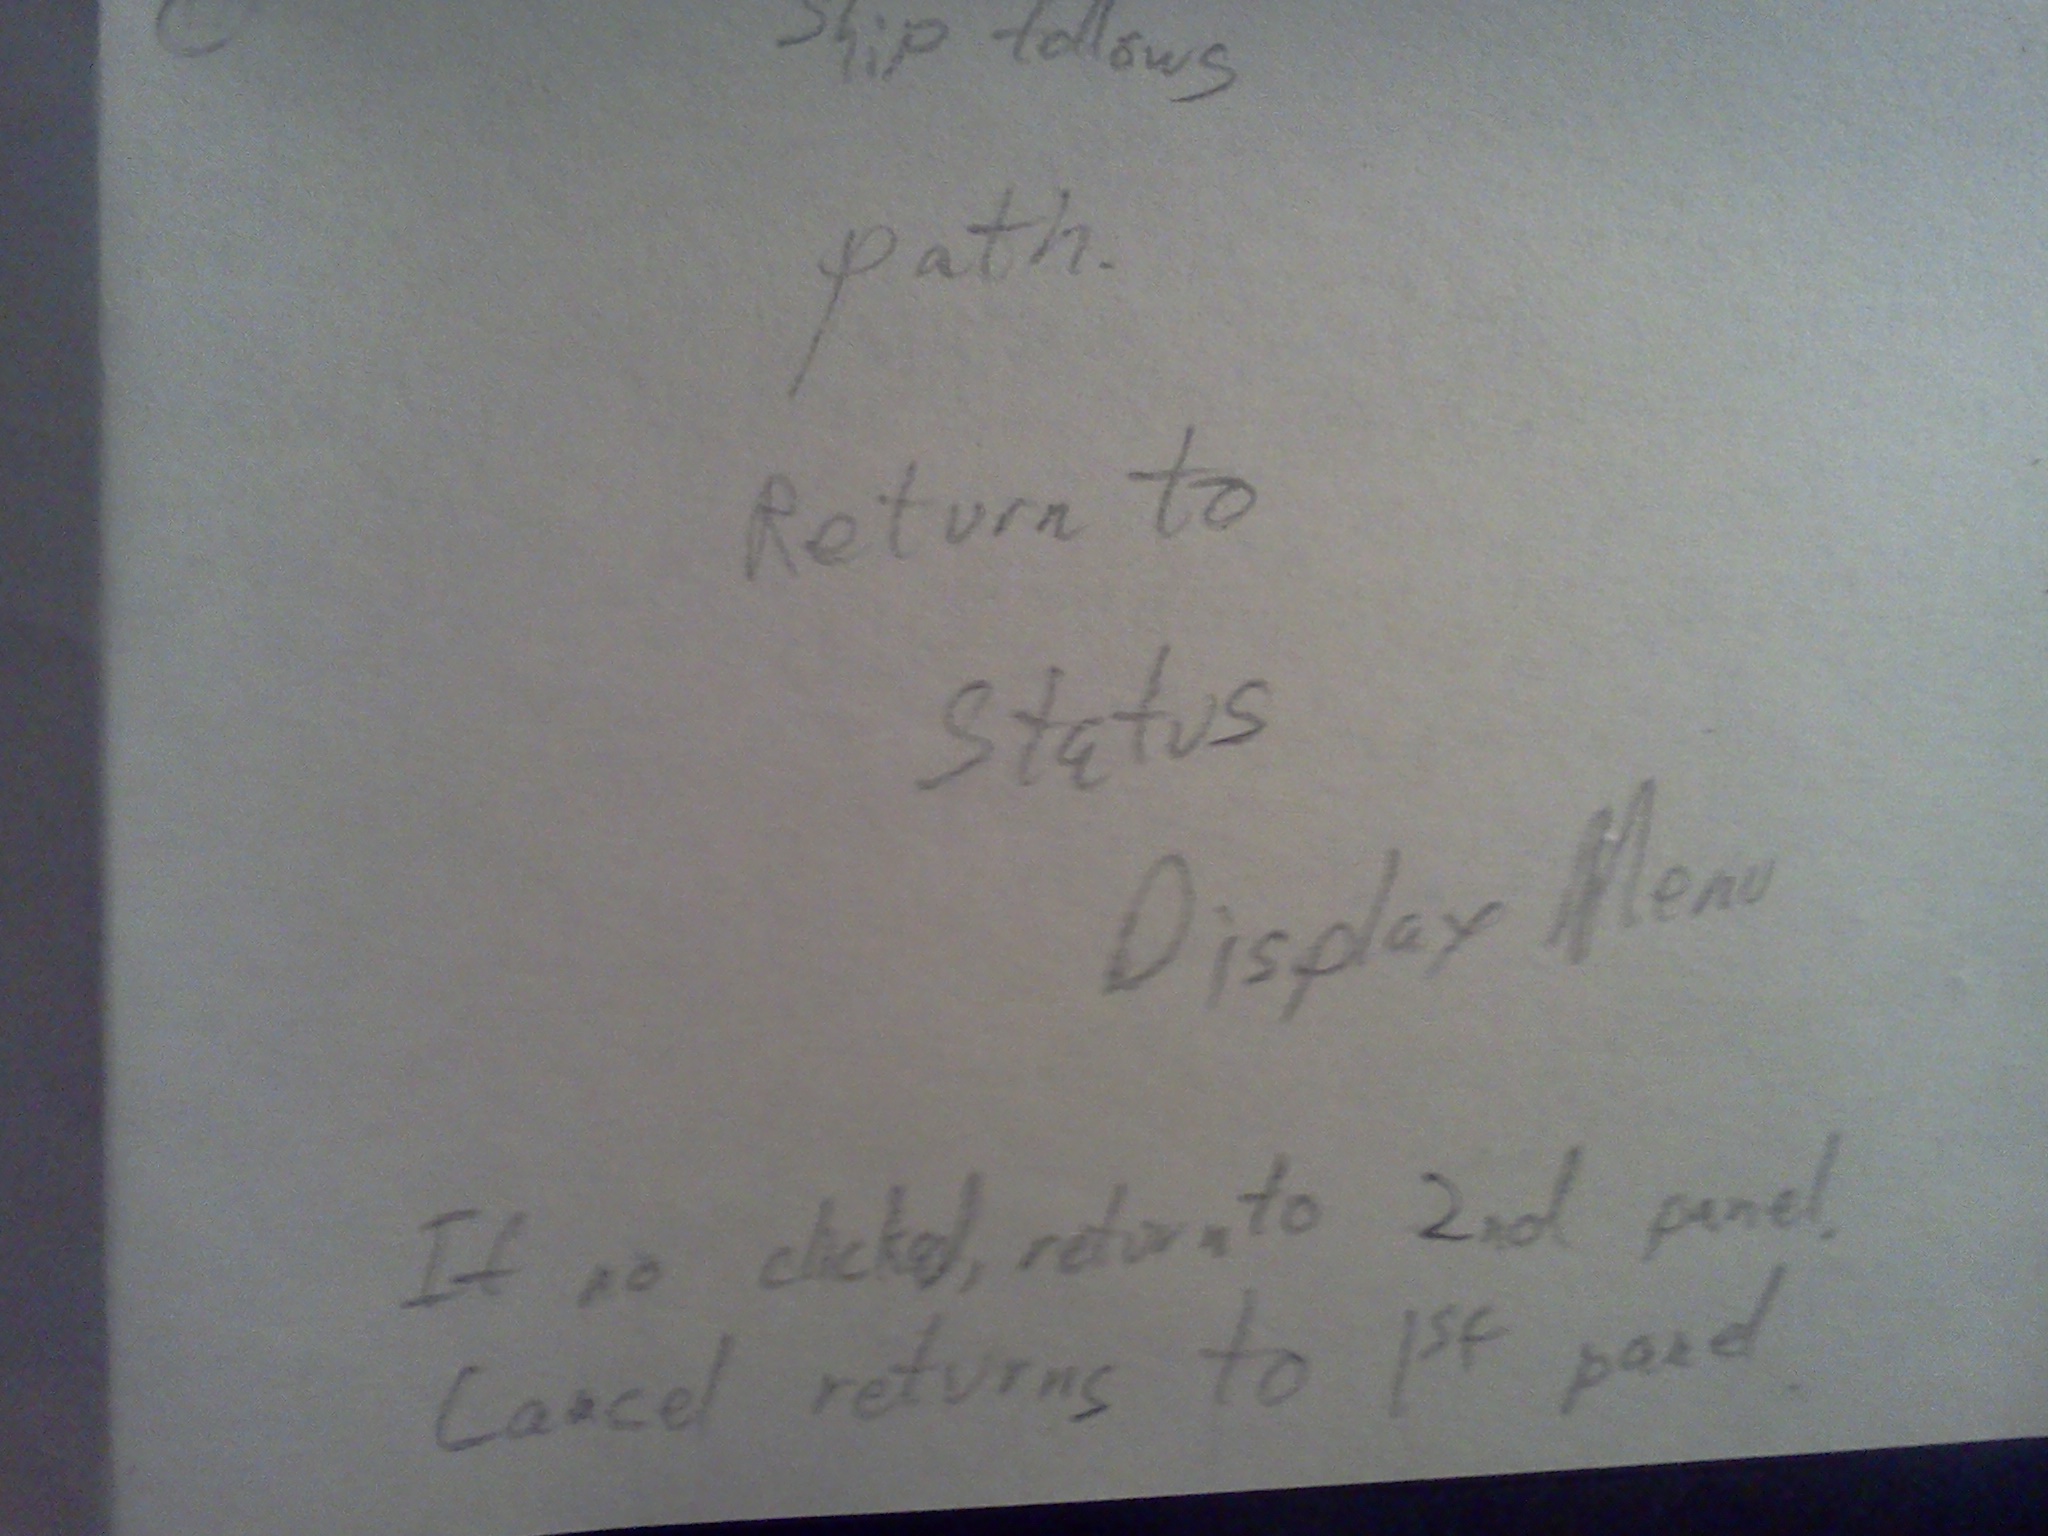 Ship follows
path.
Return to
Status
Display Menu
If no clicked, return to 2nd panel.
Cancel returns to 1st panel.